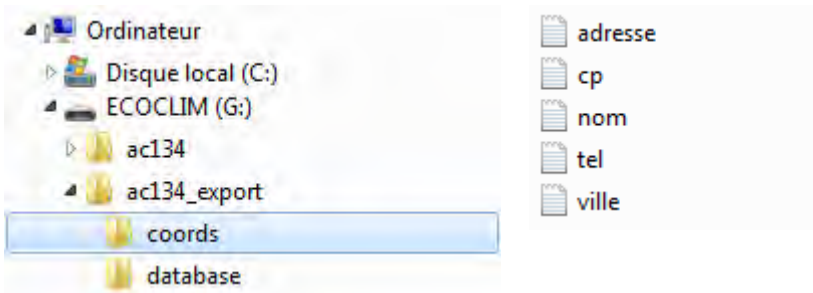 Ordinateur
Disque local (C:)
ECOCLIM (G:)
ac134
ac134_export
coords
database
adresse
cp
nom
tel
ville